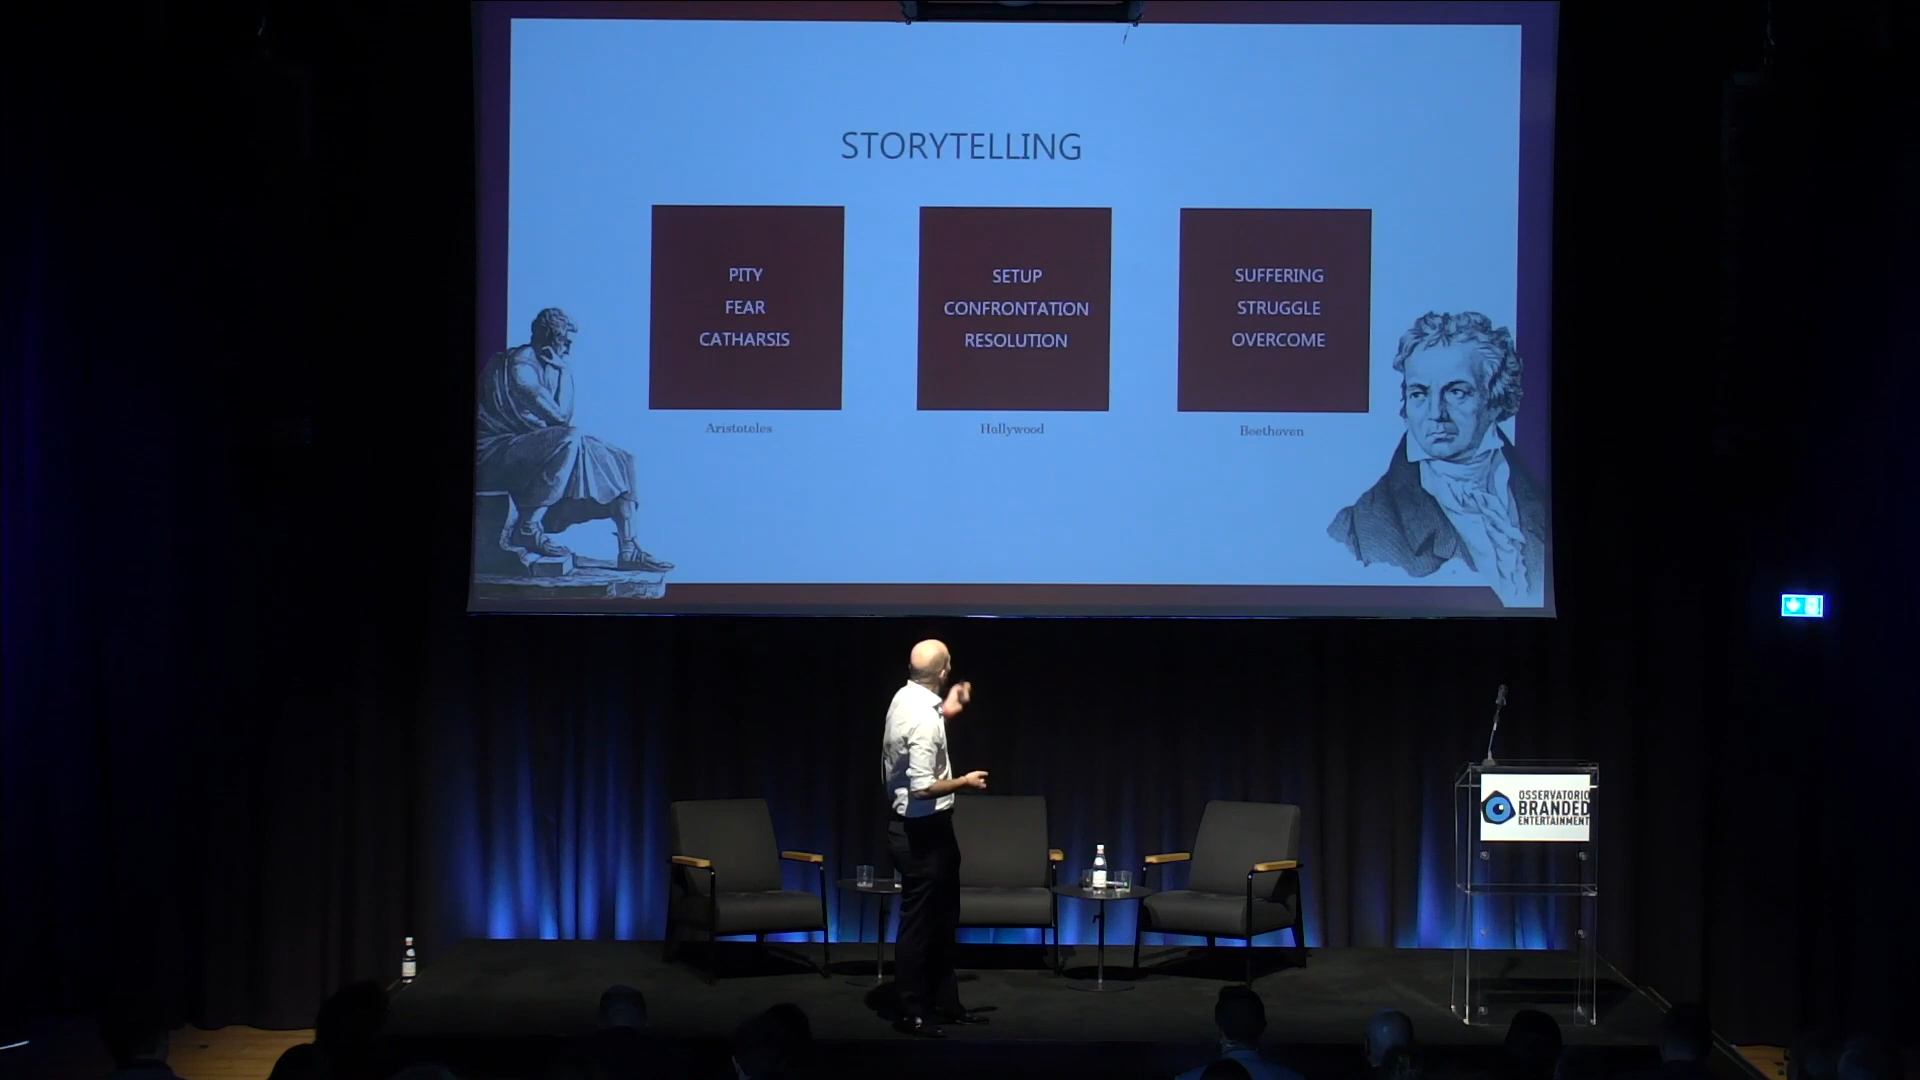 STORYTELLING
PITY
FEAR
CATHARSIS
Aristoteles
SETUP
CONFRONTATION
RESOLUTION
Hollywood
SUFFERING
STRUGGLE
OVERCOME
Beethoven
OSSERVATORIO
BRANDED
ENTERTAINMENT